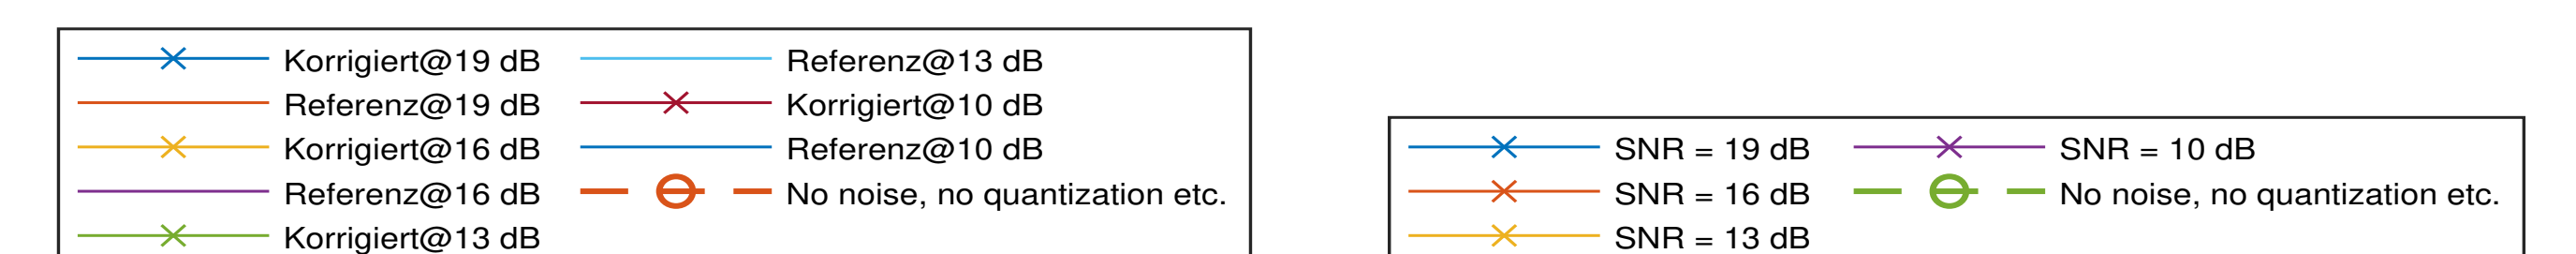 Korrigiert@19 dB
Referenz@19 dB
Korrigiert@16 dB
Referenz@16 dB
Korrigiert@13 dB
Referenz@13 dB
Korrigiert@10 dB
Referenz@10 dB
No noise, no quantization etc.
SNR = 19 dB
SNR = 16 dB
SNR = 13 dB
SNR = 10 dB
No noise, no quantization etc.